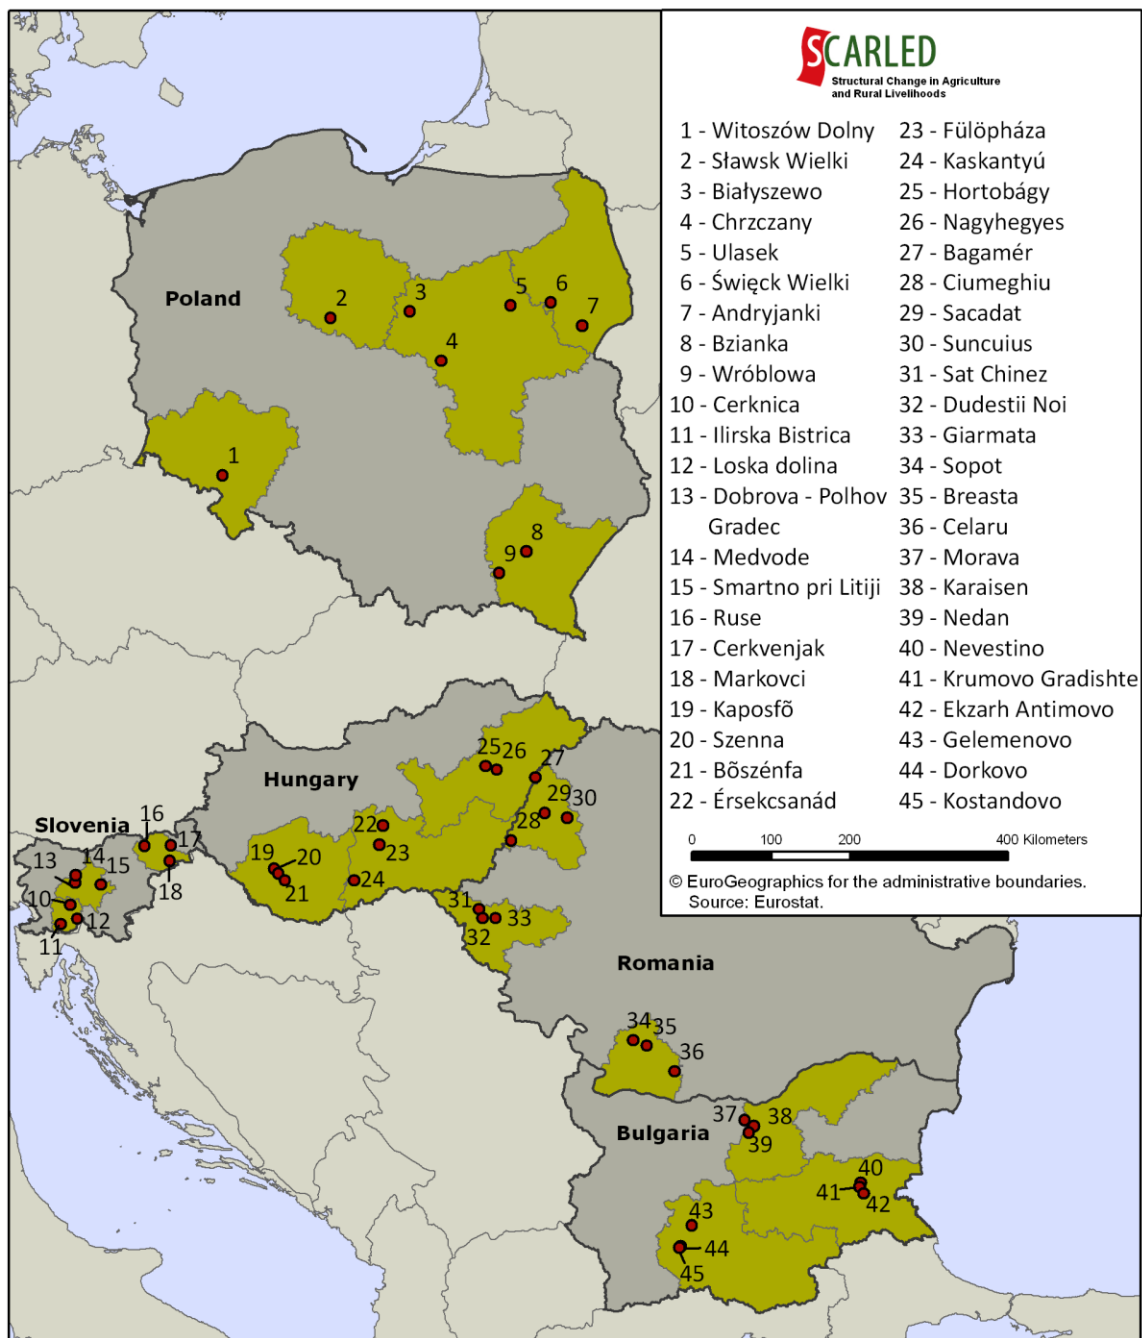 SCARLED
Structural Change in Agriculture
and Rural Livelihoods
1 - Witoszów Dolny
2 - Sławsk Wielki
3 - Białyszewo
4 - Chrzczany
5 - Ulasek
6 - Święck Wielki
7 - Andryjanki
8 - Bzianka
9 - Wróblowa
10 - Cerknica
11 - Ilirska Bistrica
12 - Loska dolina
13 - Dobrova - Polhov
Gradec
14 - Medvode
15 - Smartno pri Litiji
16 - Ruse
17 - Cerkvenjak
18 - Markovci
19 - Kaposfõ
20 - Szenna
21 - Bõszénfa
22 - Érsekcsanád
23 - Fülöpháza
24 - Kaskantyú
25 - Hortobágy
26 - Nagyhegyes
27 - Bagamér
28 - Ciumeghiu
29 - Sacadat
30 - Suncuius
31 - Sat Chinez
32 - Dudestii Noi
33 - Giarmata
34 - Sopot
35 - Breasta
36 - Celaru
37 - Morava
38 - Karaisen
39 - Nedan
40 - Nevestino
41 - Krumovo Gradishte
42 - Ekzarh Antimovo
43 - Gelemenovo
44 - Dorkovo
45 - Kostandovo
0 100 200 400 Kilometers
© EuroGeographics for the administrative boundaries.
Source: Eurostat.
Poland
2
3
5
6
7
4
1
8
9
Hungary
25
26
27
29
30
28
22
23
24
19
20
21
Slovenia
16
17
18
13
14
15
10
11
12
31
32
33
Romania
34
35
36
Bulgaria
37
38
39
40
41
42
43
44
45